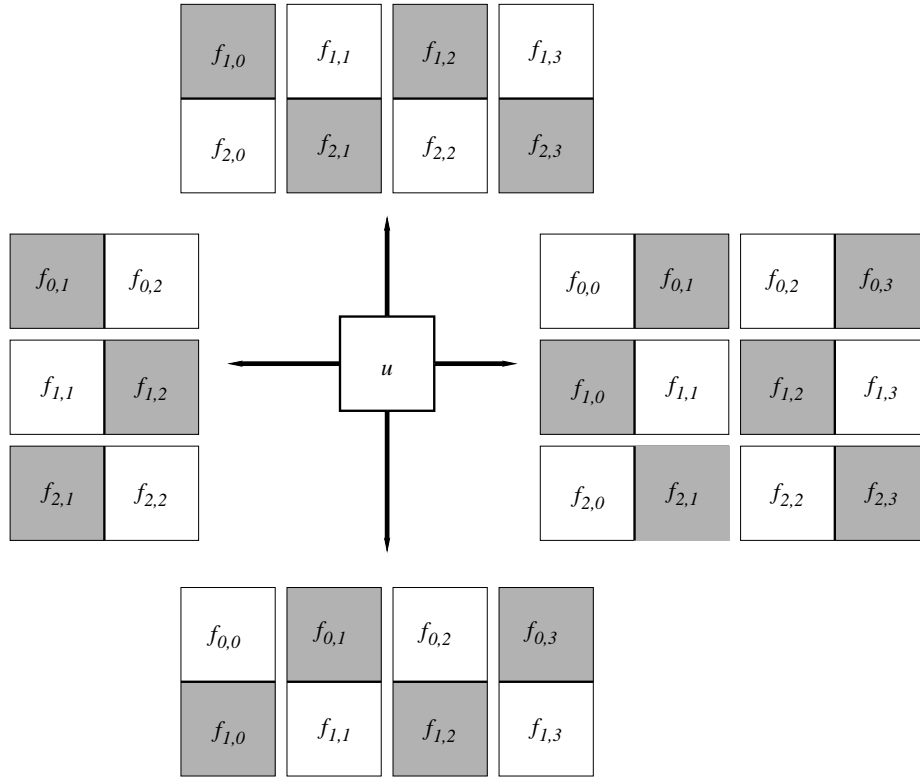 f1,0 f1,1 f1,2 f1,3
f2,0 f2,1 f2,2 f2,3
f0,1 f0,2 f0,0 f0,1 f0,2 f0,3
u
f1,1 f1,2 f1,0 f1,1 f1,2 f1,3
f2,1 f2,2 f2,0 f2,1 f2,2 f2,3
f0,0 f0,1 f0,2 f0,3
f1,0 f1,1 f1,2 f1,3